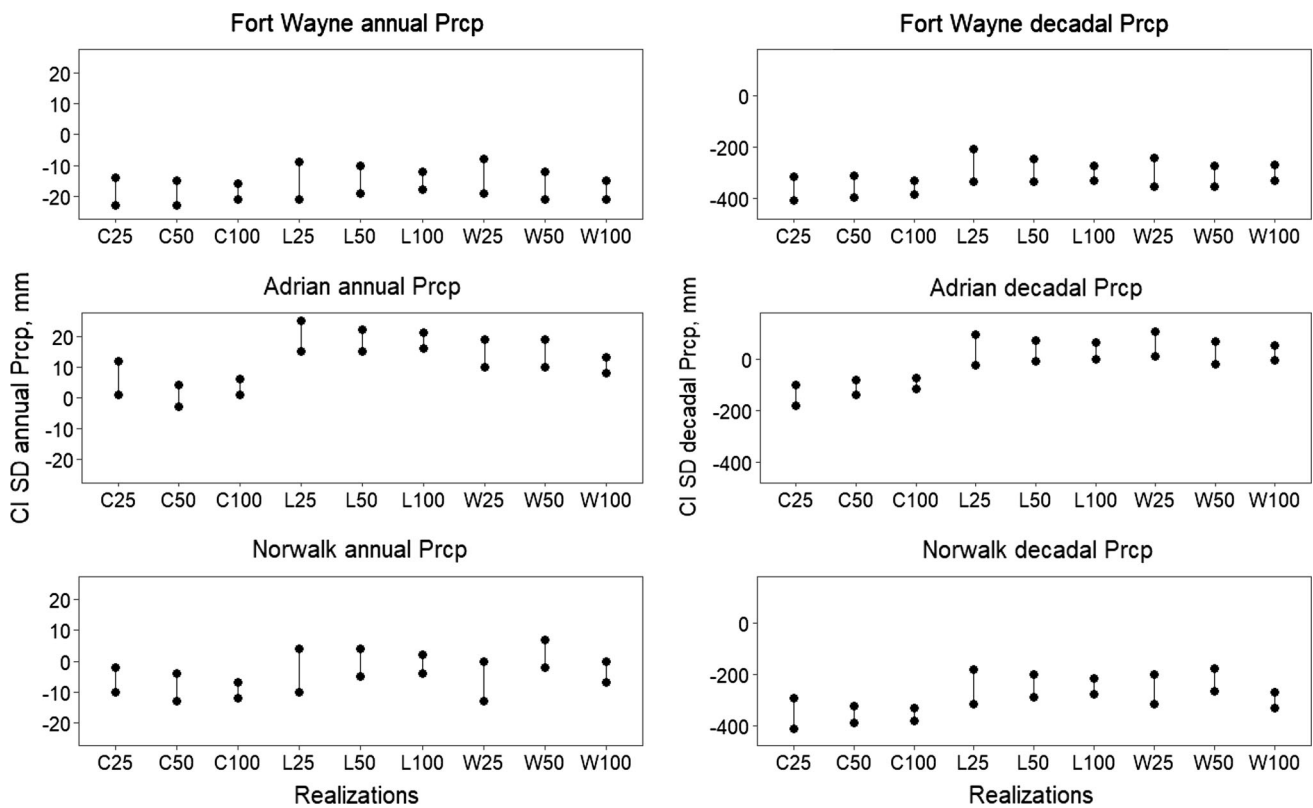 Fort Wayne annual Prcp
20
10
0
-10
-20
C25 C50 C100 L25 L50 L100 W25 W50 W100
Fort Wayne decadal Prcp
0
-200
-400
C25 C50 C100 L25 L50 L100 W25 W50 W100
CI SD annual Prcp, mm
Adrian annual Prcp
20
10
0
-10
-20
C25 C50 C100 L25 L50 L100 W25 W50 W100
CI SD decadal Prcp, mm
Adrian decadal Prcp
0
-200
-400
C25 C50 C100 L25 L50 L100 W25 W50 W100
Norwalk annual Prcp
20
10
0
-10
-20
C25 C50 C100 L25 L50 L100 W25 W50 W100
Realizations
Norwalk decadal Prcp
0
-200
-400
C25 C50 C100 L25 L50 L100 W25 W50 W100
Realizations